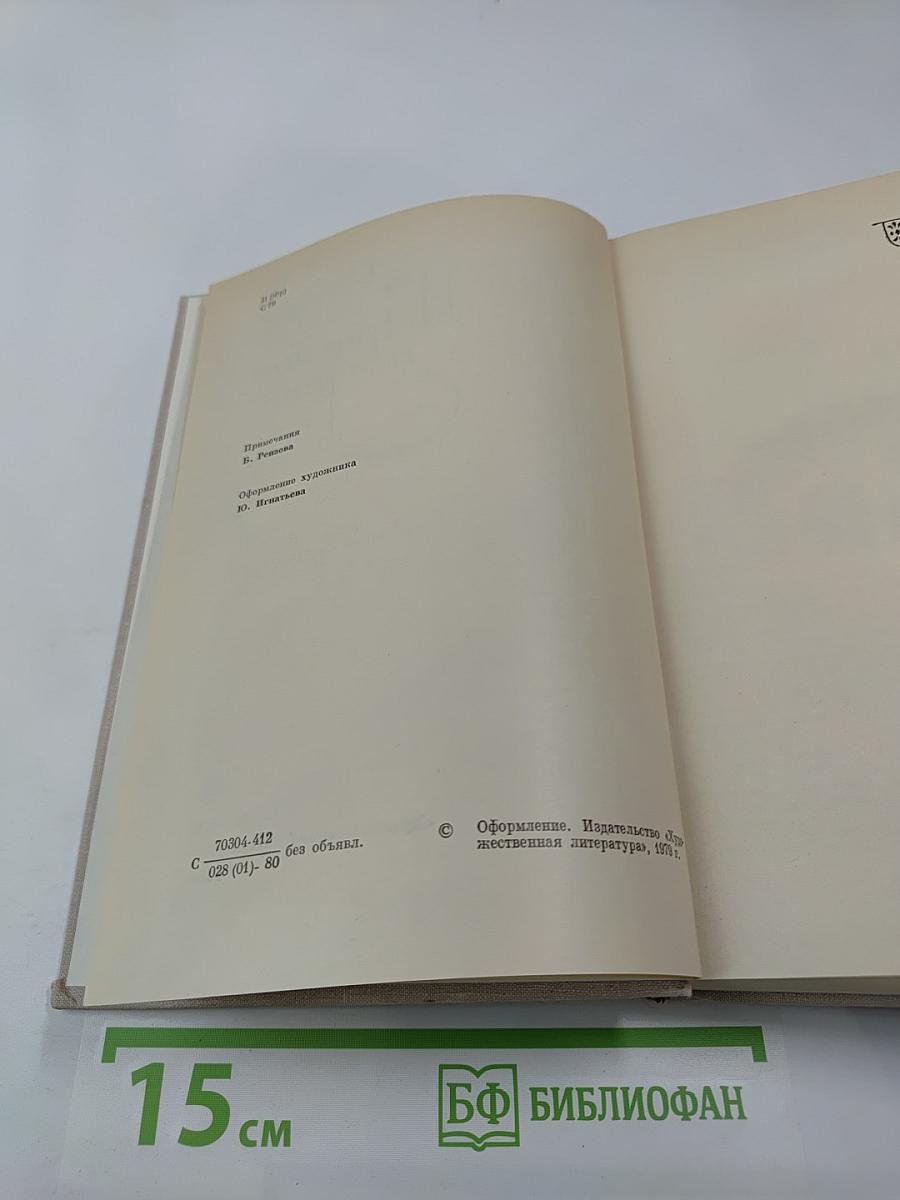 И (Фр)
С 79
Примечания
Б. Реизова
Оформление художника
Ю. Игнатьева
С 70304-412 без объявл.
028 (01)- 80
© Оформление. Издательство «Худо-
жественная литература», 1979 г.
15 см
БФ БИБЛИОФАН